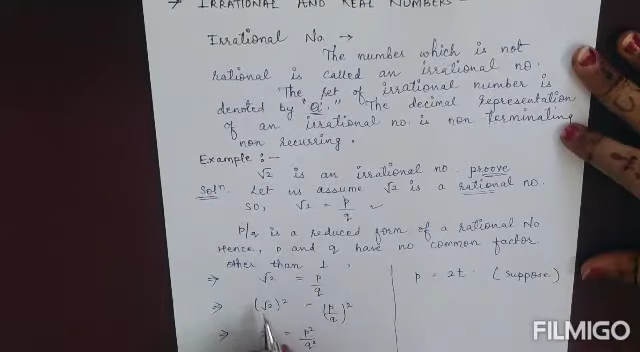 → IRRATIONAL AND REAL NUMBERS -
Irrational No. →
The number which is not
rational is called an irrational no.
The set of irrational number is
denoted by "Q'." The decimal representation
of an irrational no. is non terminating
non recurring.
Example :-
√2 is an irrational no. proove
Soln. Let us assume √2 is a rational no.
SO, √2 = p/q ✓
P/q is a reduced form of a rational No
Hence, p and q have no common factor
other than 1.
⇒ √2 = p/q
p = 2t. (suppose)
⇒ (√2)² = (p/q)²
⇒ = p²/q²
FILMIGO